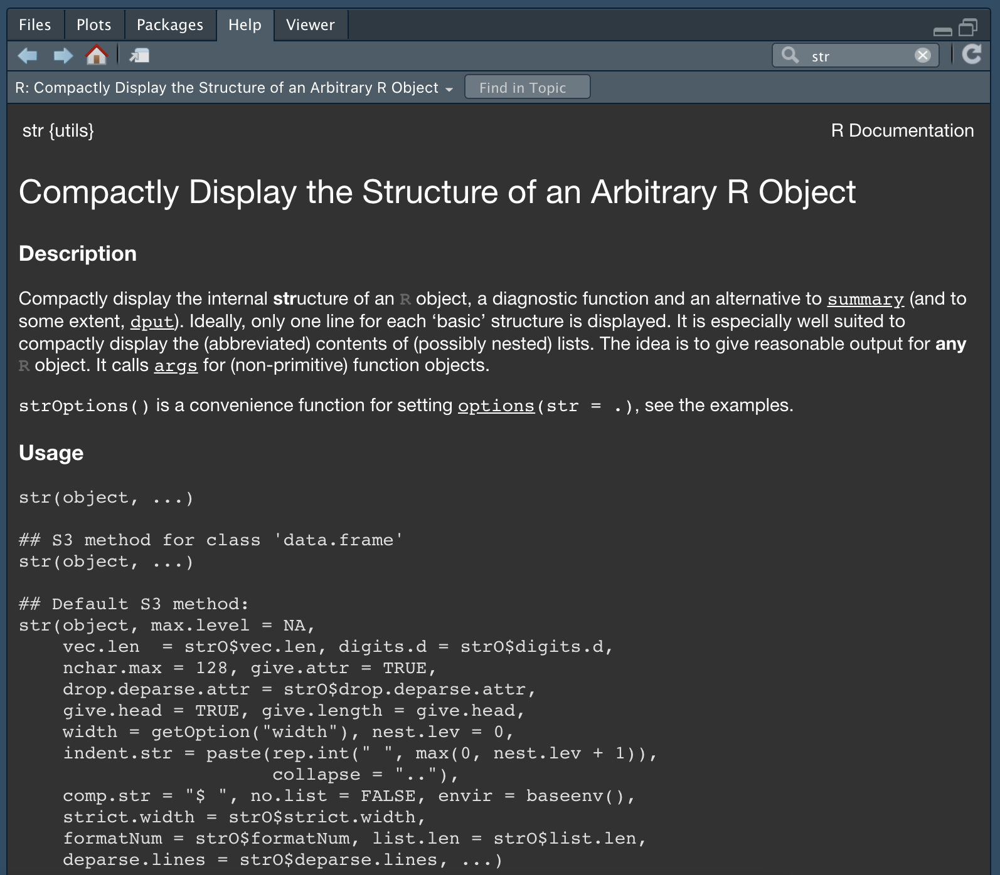 Files Plots Packages Help Viewer
str
R: Compactly Display the Structure of an Arbitrary R Object Find in Topic
str {utils} R Documentation
Compactly Display the Structure of an Arbitrary R Object
Description
Compactly display the internal structure of an R object, a diagnostic function and an alternative to summary (and to
some extent, dput). Ideally, only one line for each ‘basic’ structure is displayed. It is especially well suited to
compactly display the (abbreviated) contents of (possibly nested) lists. The idea is to give reasonable output for any
R object. It calls args for (non-primitive) function objects.
strOptions() is a convenience function for setting options(str = .), see the examples.
Usage
str(object, ...)
## S3 method for class 'data.frame'
str(object, ...)
## Default S3 method:
str(object, max.level = NA,
    vec.len  = strO$vec.len, digits.d = strO$digits.d,
    nchar.max = 128, give.attr = TRUE,
    drop.deparse.attr = strO$drop.deparse.attr,
    give.head = TRUE, give.length = give.head,
    width = getOption("width"), nest.lev = 0,
    indent.str = paste(rep.int(" ", max(0, nest.lev + 1)),
                       collapse = ".."),
    comp.str = "$ ", no.list = FALSE, envir = baseenv(),
    strict.width = strO$strict.width,
    formatNum = strO$formatNum, list.len = strO$list.len,
    deparse.lines = strO$deparse.lines, ...)